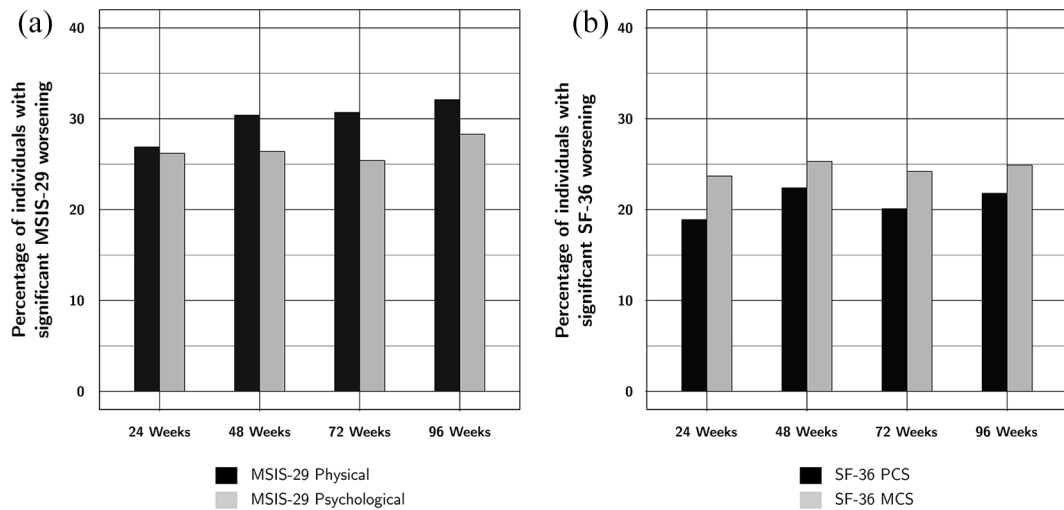 (a)
Percentage of individuals with
significant MSIS-29 worsening
40
30
20
10
0
24 Weeks 48 Weeks 72 Weeks 96 Weeks
MSIS-29 Physical
MSIS-29 Psychological
(b)
Percentage of individuals with
significant SF-36 worsening
40
30
20
10
0
24 Weeks 48 Weeks 72 Weeks 96 Weeks
SF-36 PCS
SF-36 MCS